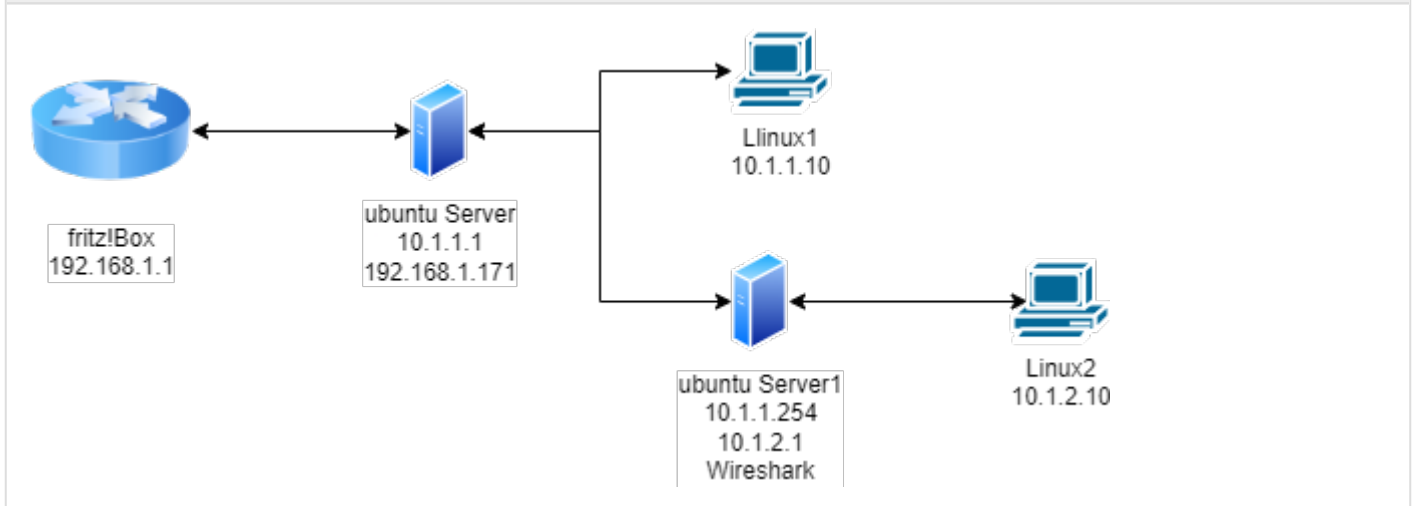 fritz!Box
192.168.1.1
ubuntu Server
10.1.1.1
192.168.1.171
Llinux1
10.1.1.10
ubuntu Server1
10.1.1.254
10.1.2.1
Wireshark
Linux2
10.1.2.10